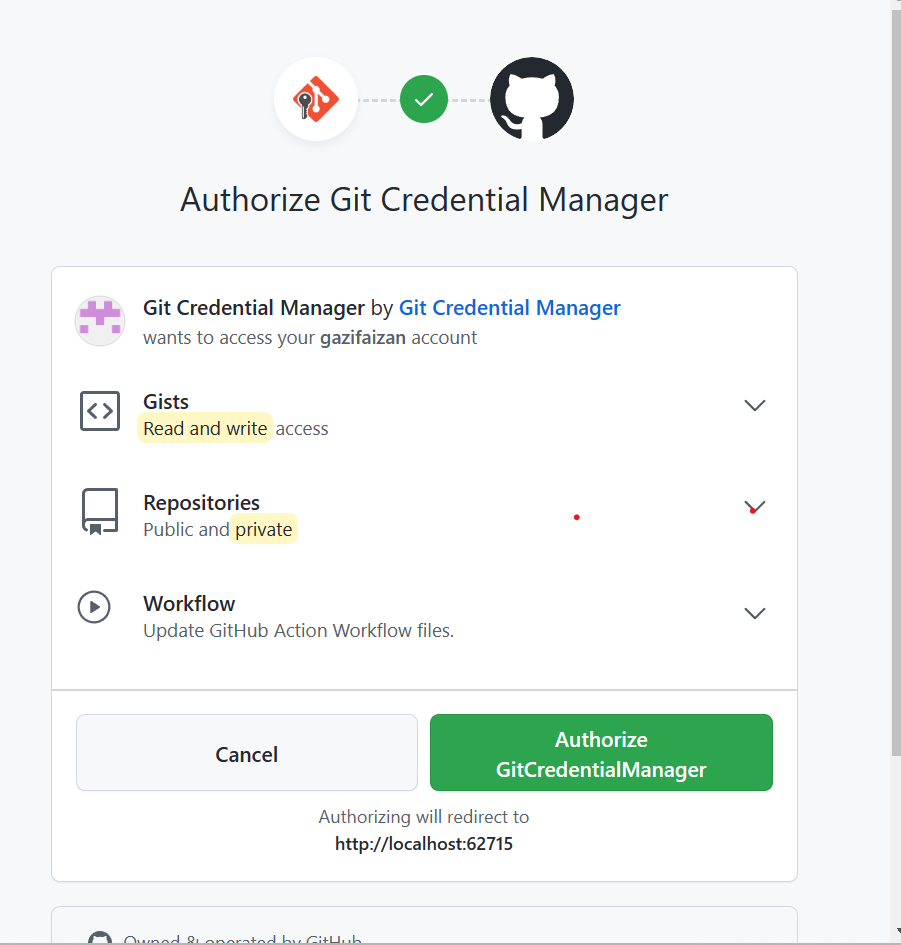 Authorize Git Credential Manager
Git Credential Manager by Git Credential Manager
wants to access your gazifaizan account
Gists
Read and write access
Repositories
Public and private
Workflow
Update GitHub Action Workflow files.
Cancel
Authorize
GitCredentialManager
Authorizing will redirect to
http://localhost:62715
Owned & operated by GitHub